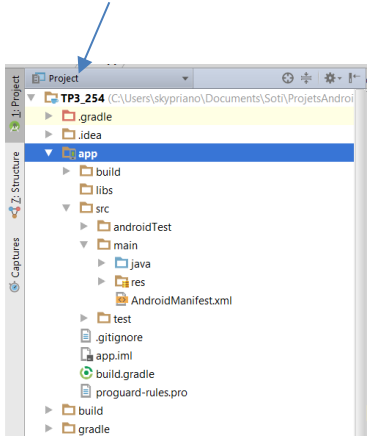 Project
1: Project
TP3_254 (C:\Users\skypriano\Documents\Soti\ProjetsAndroi
.gradle
.idea
app
build
libs
src
androidTest
main
java
res
AndroidManifest.xml
test
.gitignore
app.iml
build.gradle
proguard-rules.pro
build
gradle
Z: Structure
Captures